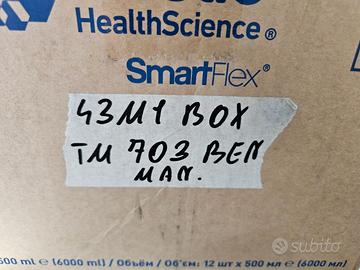 HealthScience®
SmartFlex®
43M1 BOX
TM 703 BEN
MAN.
500 ml ℮ (6000 ml) / Объём / Об'єм: 12 шт x 500 мл ℮ (6000 мл)
subito